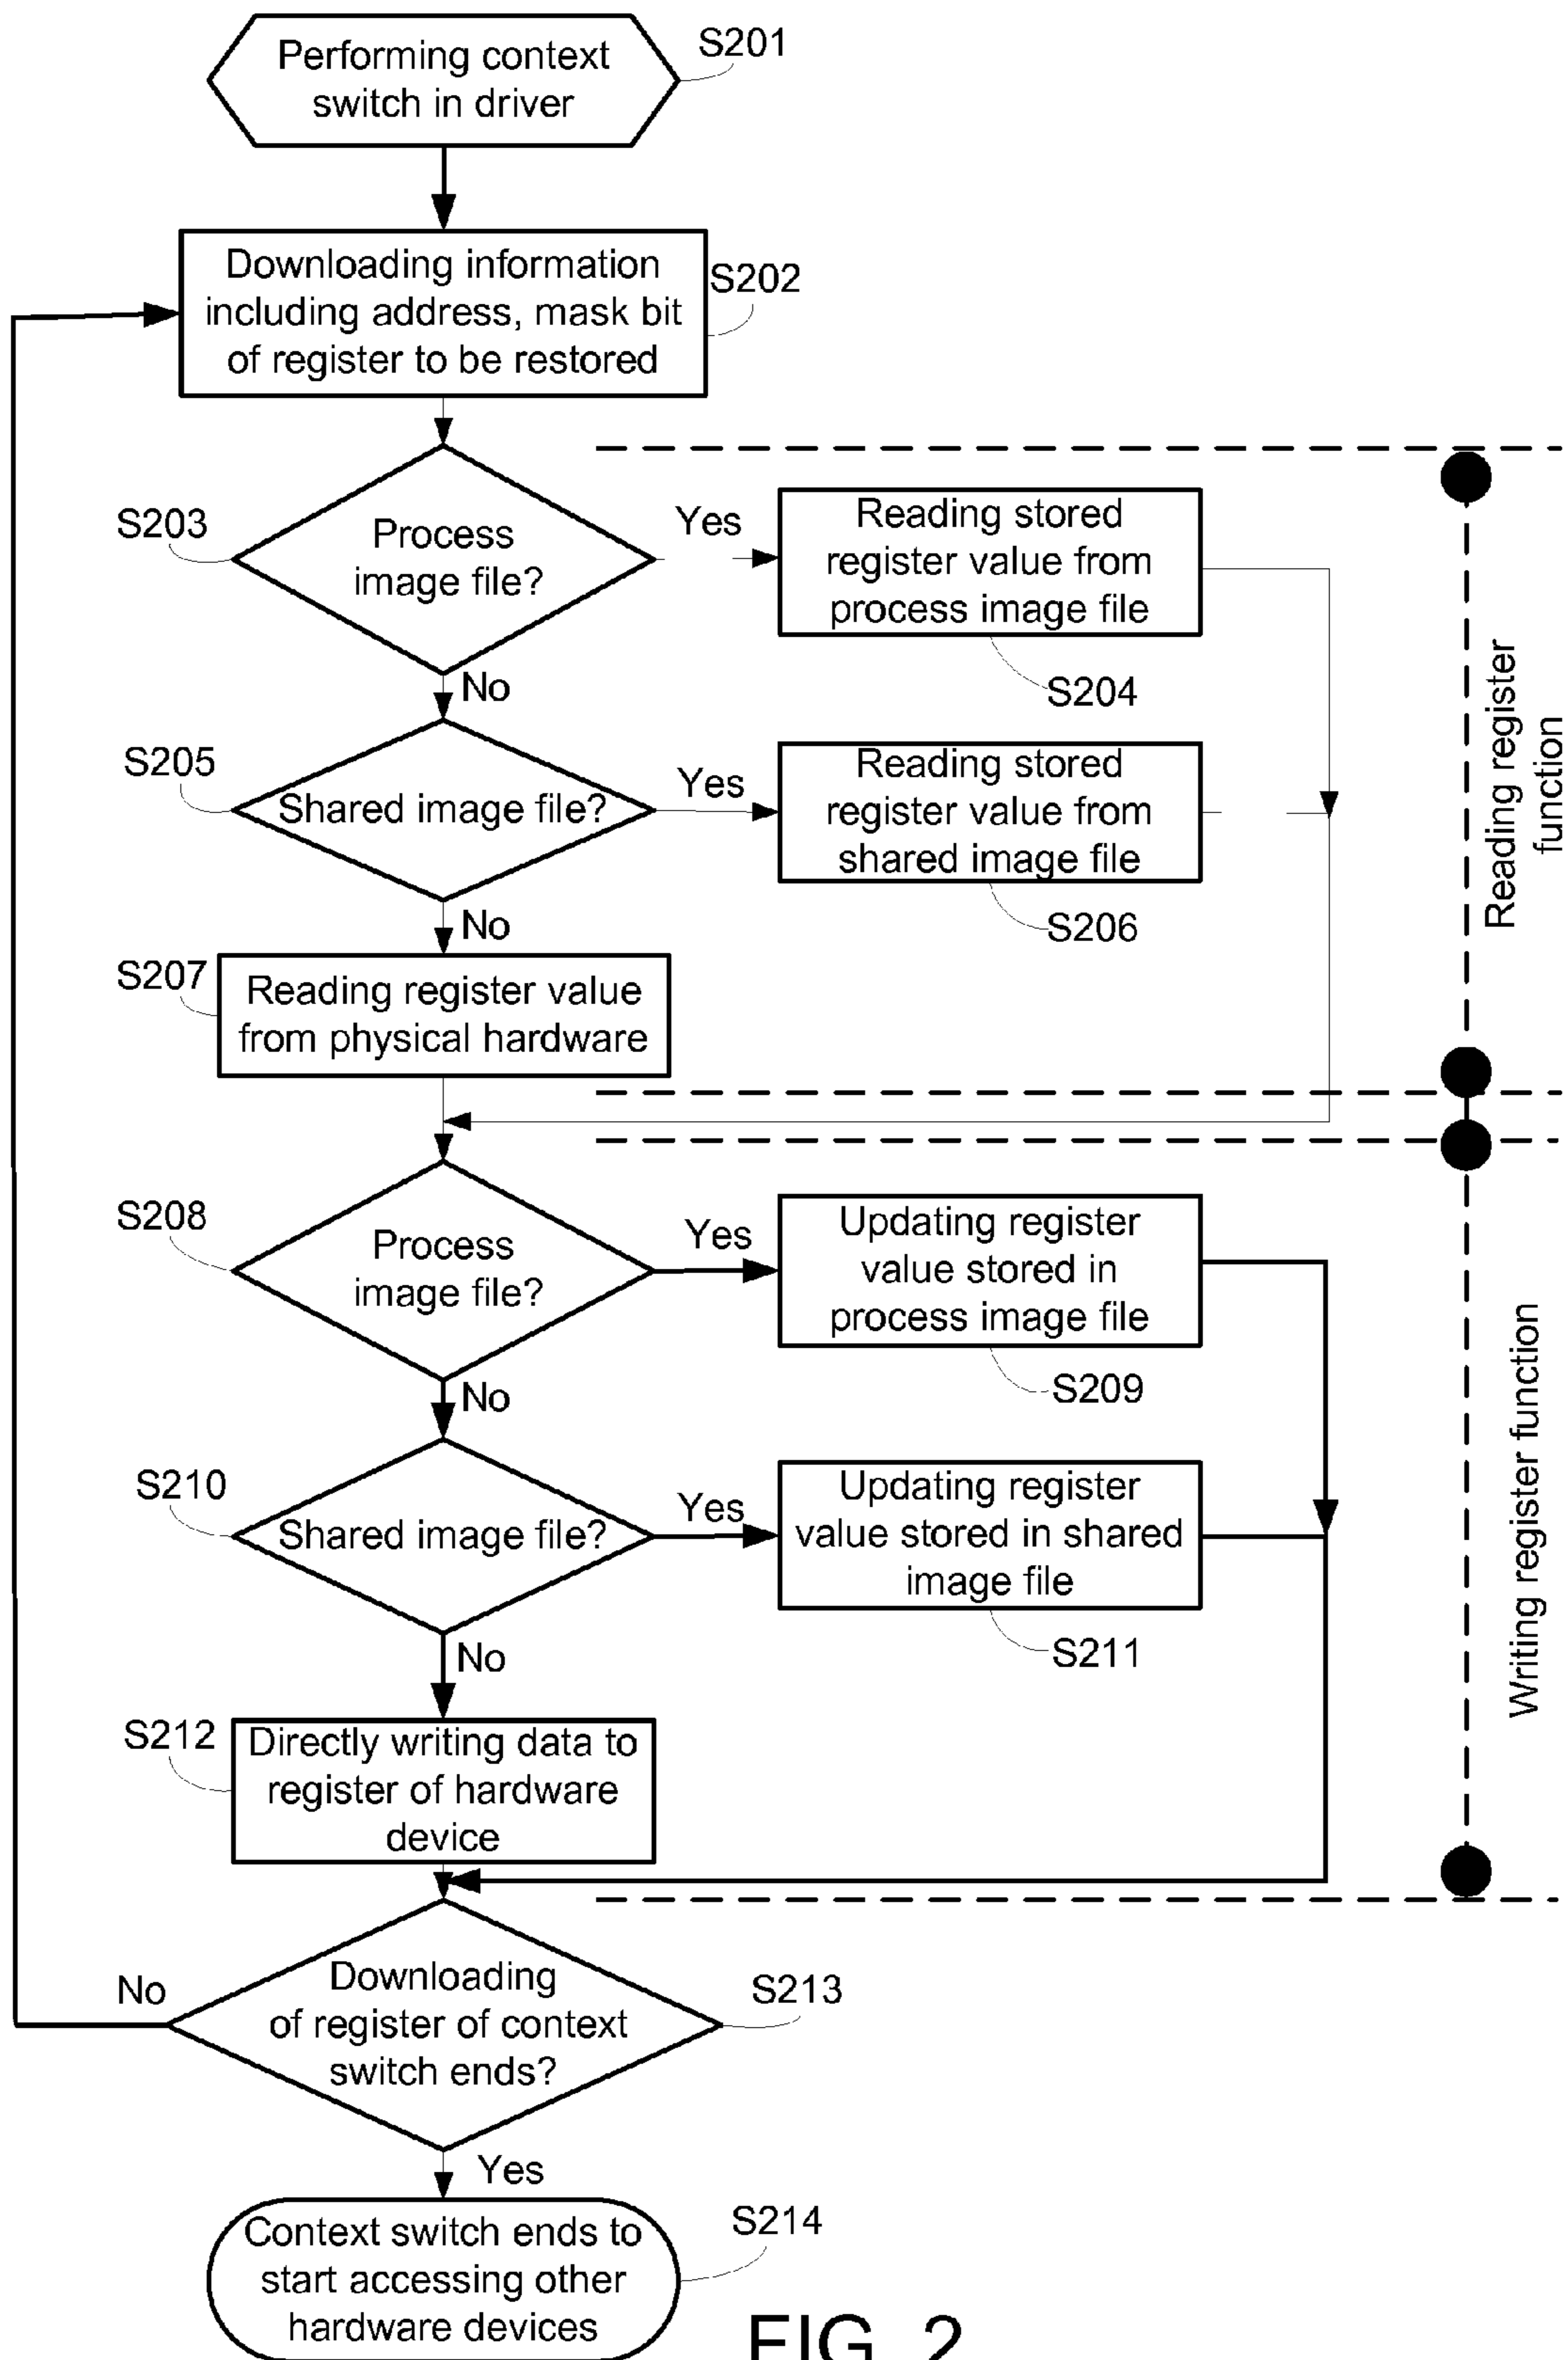 Performing context
switch in driver
S201
Downloading information
including address, mask bit
of register to be restored
S202
S203
Process
image file?
Yes
Reading stored
register value from
process image file
S204
No
S205
Shared image file?
Yes
Reading stored
register value from
shared image file
S206
No
S207
Reading register value
from physical hardware
Reading register
function
S208
Process
image file?
Yes
Updating register
value stored in
process image file
S209
No
S210
Shared image file?
Yes
Updating register
value stored in shared
image file
S211
No
S212
Directly writing data to
register of hardware
device
Writing register function
No
Downloading
of register of context
switch ends?
S213
Yes
Context switch ends to
start accessing other
hardware devices
S214
FIG. 2